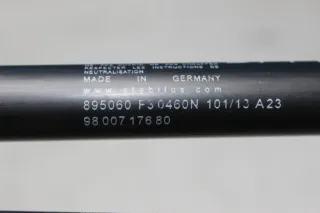 RESPECTER LES INSTRUCTIONS DE
NEUTRALISATION
MADE IN GERMANY
www.stabilus.com
895060 F30460N 101/13 A23
98 007 176 80